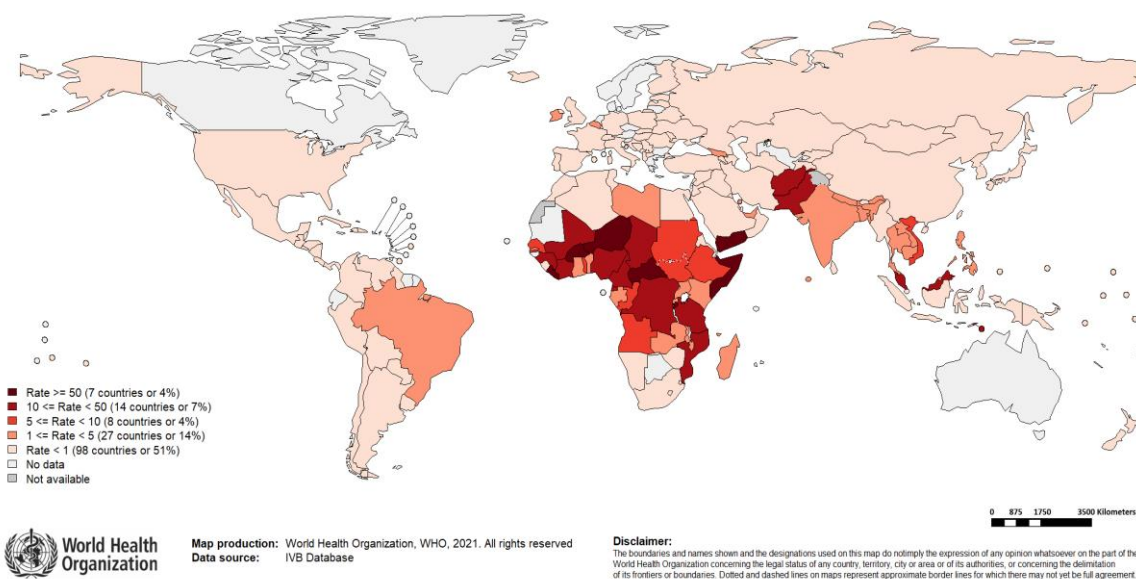 Rate >= 50 (7 countries or 4%)
10 <= Rate < 50 (14 countries or 7%)
5 <= Rate < 10 (8 countries or 4%)
1 <= Rate < 5 (27 countries or 14%)
Rate < 1 (98 countries or 51%)
No data
Not available
0 875 1750 3500 Kilometers
World Health
Organization
Map production: World Health Organization, WHO, 2021. All rights reserved
Data source: IVB Database
Disclaimer:
The boundaries and names shown and the designations used on this map do notimply the expression of any opinion whatsoever on the part of the
World Health Organization concerning the legal status of any country, territory, city or area or of its authorities, or concerning the delimitation
of its frontiers or boundaries. Dotted and dashed lines on maps represent approximate border lines for which there may not yet be full agreement